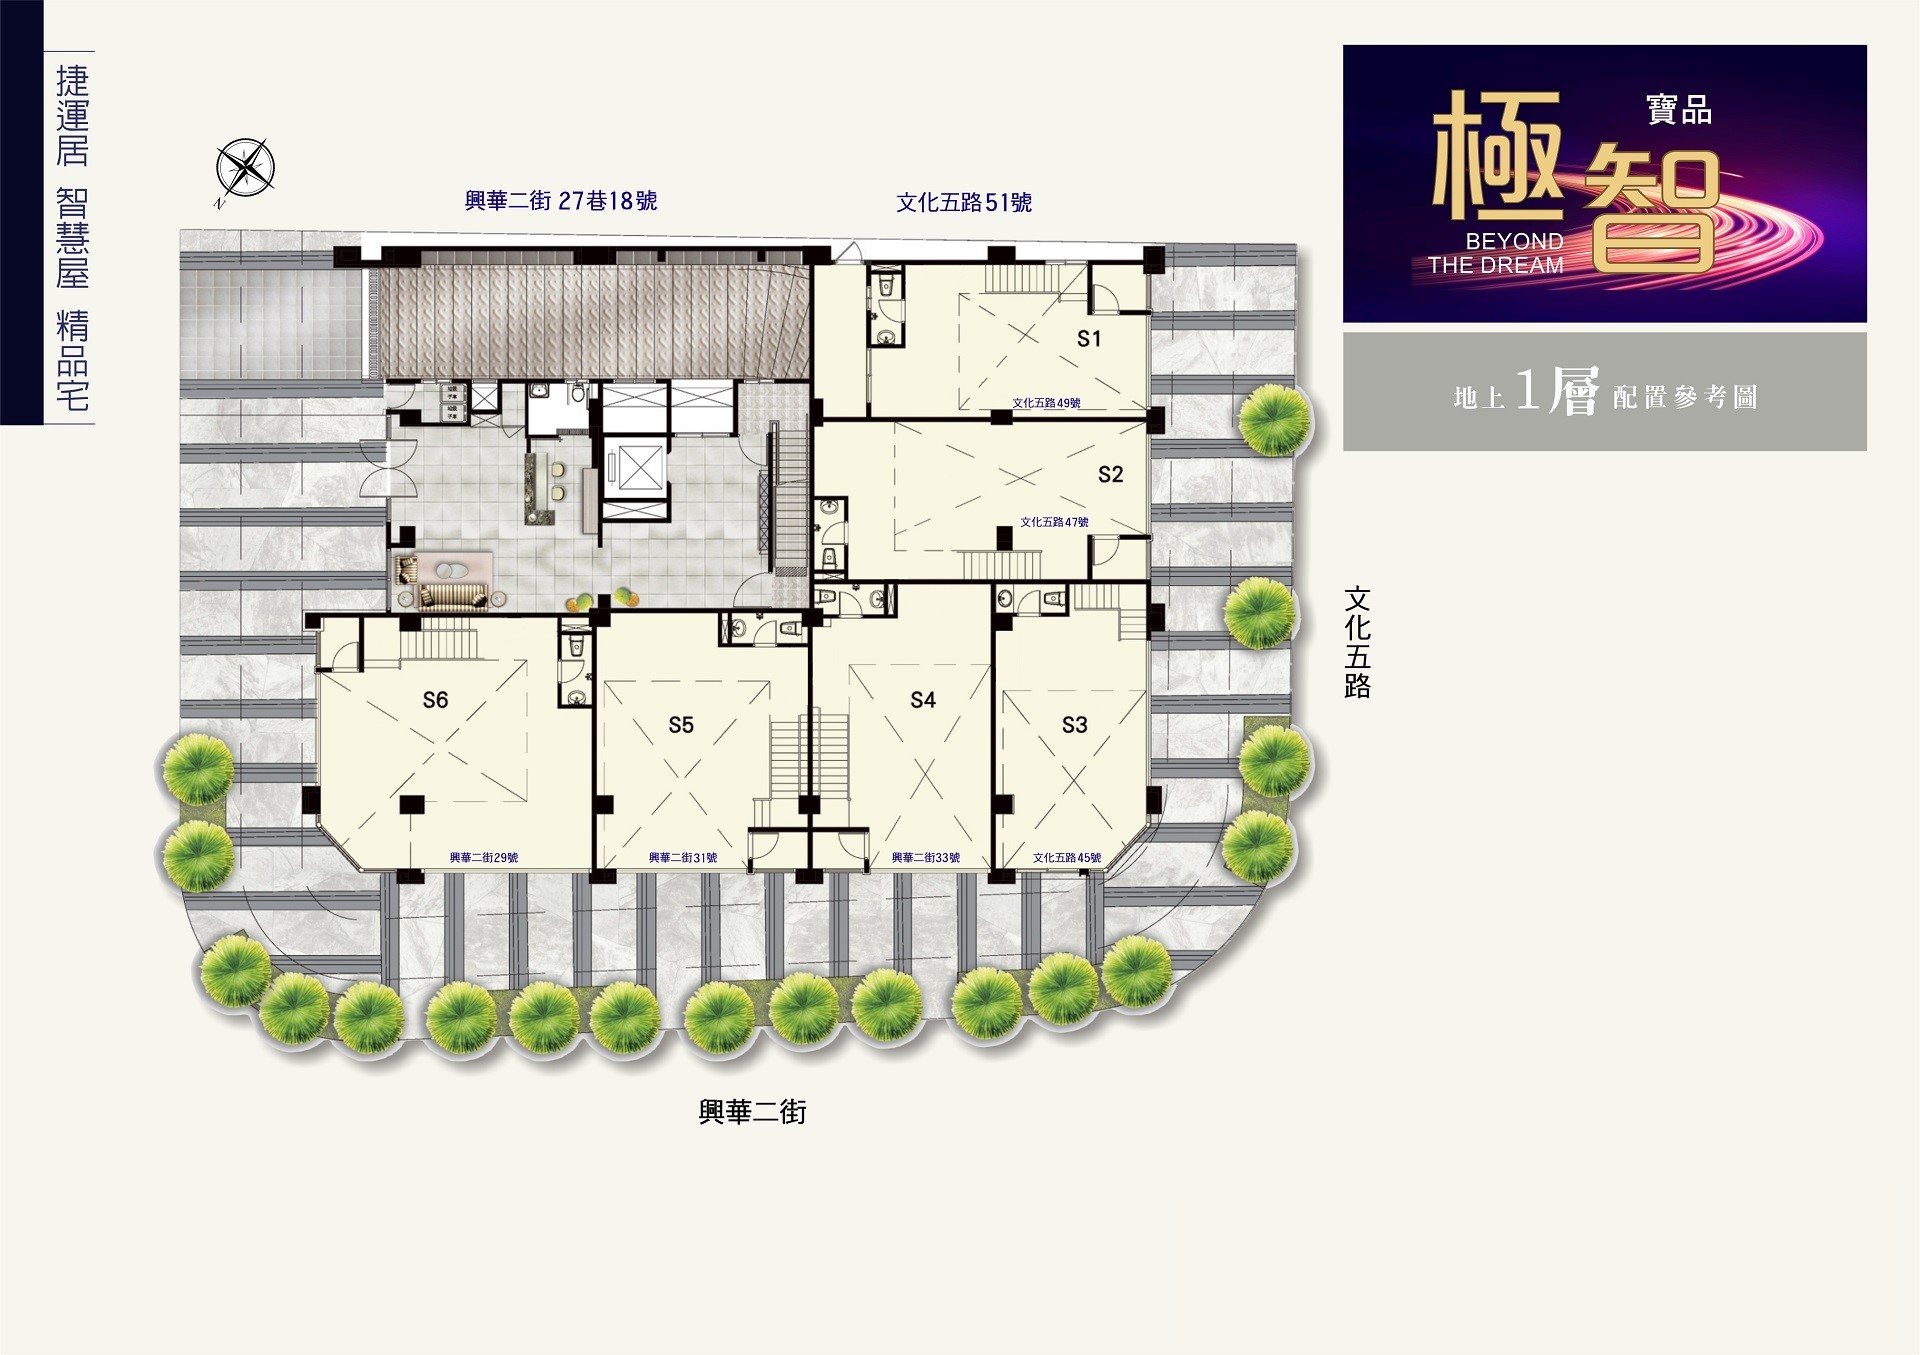 捷運居 智慧屋 精品宅
N
興華二街 27巷18號
文化五路51號
寶品
極智
BEYOND
THE DREAM
地上1層配置參考圖
S1
文化五路49號
S2
文化五路47號
S6
興華二街29號
S5
興華二街31號
S4
興華二街33號
S3
文化五路45號
文化五路
興華二街